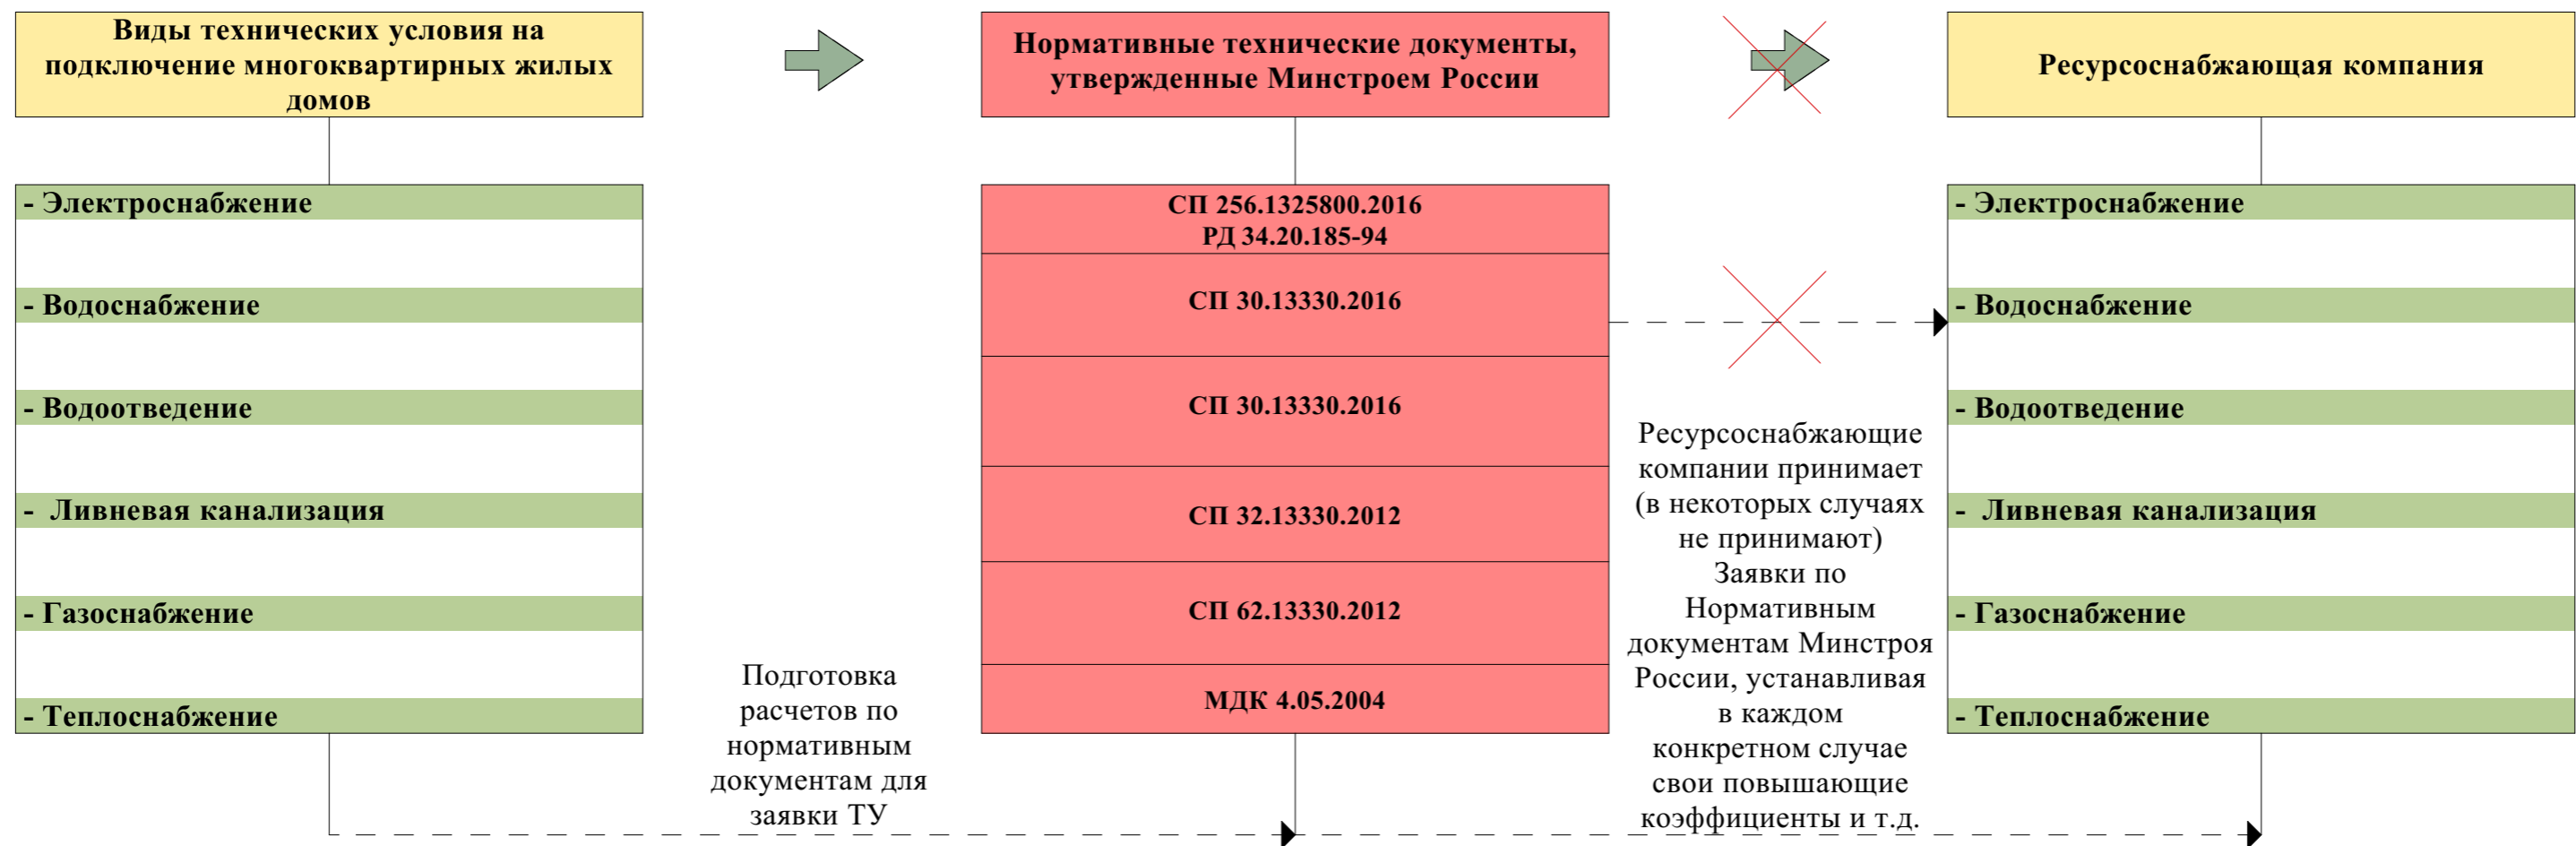 Виды технических условия на
подключение многоквартирных жилых
домов
Нормативные технические документы,
утвержденные Минстроем России
Ресурсоснабжающая компания
- Электроснабжение
- Водоснабжение
- Водоотведение
- Ливневая канализация
- Газоснабжение
- Теплоснабжение
Подготовка
расчетов по
нормативным
документам для
заявки ТУ
СП 256.1325800.2016
РД 34.20.185-94
СП 30.13330.2016
СП 30.13330.2016
СП 32.13330.2012
СП 62.13330.2012
МДК 4.05.2004
Ресурсоснабжающие
компании принимает
(в некоторых случаях
не принимают)
Заявки по
Нормативным
документам Минстроя
России, устанавливая
в каждом
конкретном случае
свои повышающие
коэффициенты и т.д.
- Электроснабжение
- Водоснабжение
- Водоотведение
- Ливневая канализация
- Газоснабжение
- Теплоснабжение